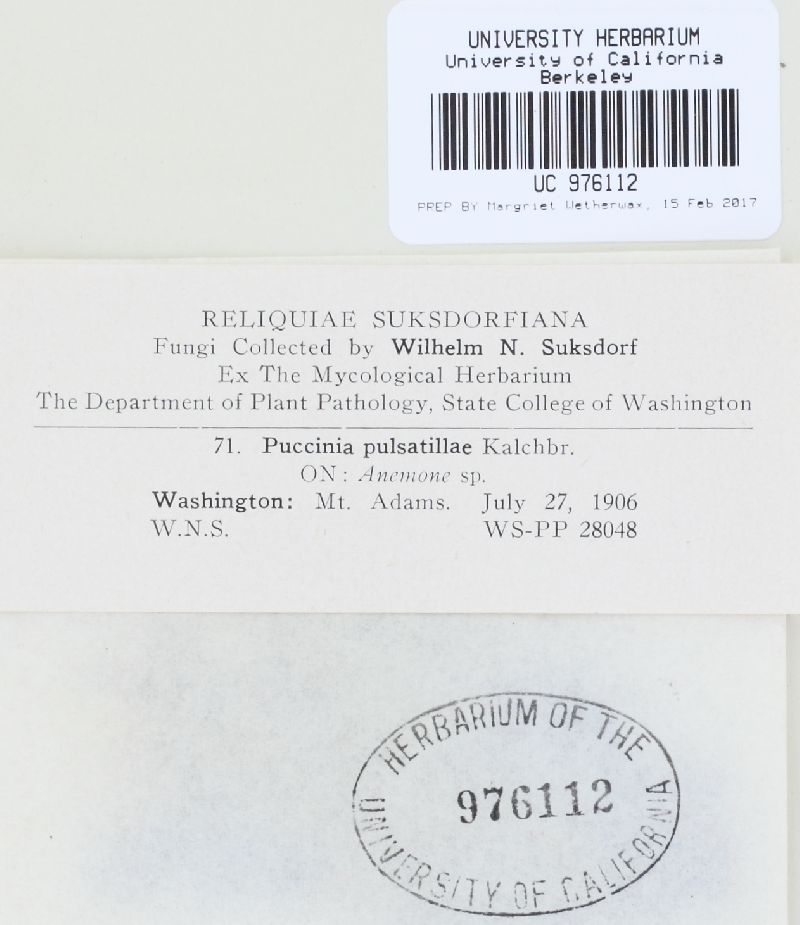 UNIVERSITY HERBARIUM
University of California
Berkeley
UC 976112
PREP BY Margriet Wetherwax, 15 Feb 2017
RELIQUIAE SUKSDORFIANA
Fungi Collected by Wilhelm N. Suksdorf
Ex The Mycological Herbarium
The Department of Plant Pathology, State College of Washington
71. Puccinia pulsatillae Kalchbr.
ON: Anemone sp.
Washington: Mt. Adams. July 27, 1906
W.N.S. WS-PP 28048
HERBARIUM OF THE
976112
UNIVERSITY OF CALIFORNIA